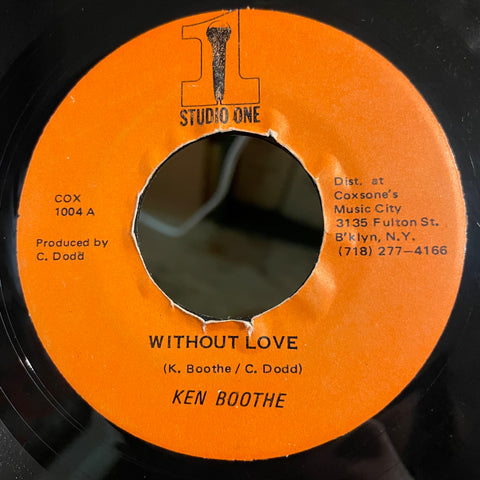 1
STUDIO ONE
COX
1004 A
Produced by
C. Dodd
Dist. at
Coxsone's
Music City
3135 Fulton St.
B'klyn, N.Y.
(718) 277-4166
WITHOUT LOVE
(K. Boothe / C. Dodd)
KEN BOOTHE